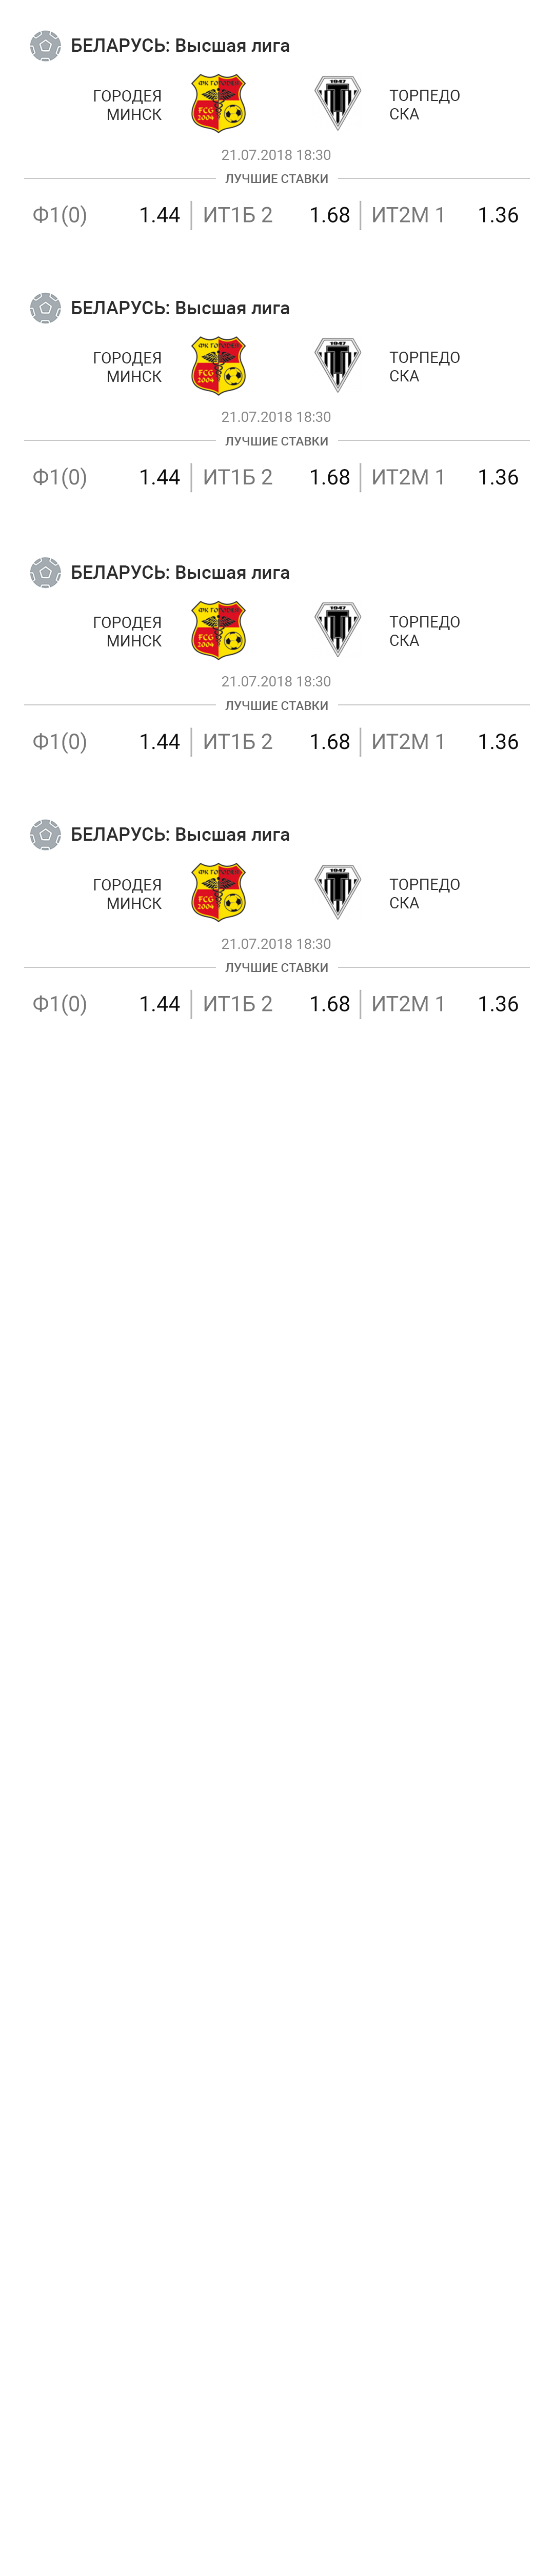 БЕЛАРУСЬ: Высшая лига
ГОРОДЕЯ
МИНСК
ФК ГОРОДЕЯ
FCG
2004
1947
ТОРПЕДО
СКА
21.07.2018 18:30
ЛУЧШИЕ СТАВКИ
Ф1(0) 1.44 ИТ1Б 2 1.68 ИТ2М 1 1.36
БЕЛАРУСЬ: Высшая лига
ГОРОДЕЯ
МИНСК
ФК ГОРОДЕЯ
FCG
2004
1947
ТОРПЕДО
СКА
21.07.2018 18:30
ЛУЧШИЕ СТАВКИ
Ф1(0) 1.44 ИТ1Б 2 1.68 ИТ2М 1 1.36
БЕЛАРУСЬ: Высшая лига
ГОРОДЕЯ
МИНСК
ФК ГОРОДЕЯ
FCG
2004
1947
ТОРПЕДО
СКА
21.07.2018 18:30
ЛУЧШИЕ СТАВКИ
Ф1(0) 1.44 ИТ1Б 2 1.68 ИТ2М 1 1.36
БЕЛАРУСЬ: Высшая лига
ГОРОДЕЯ
МИНСК
ФК ГОРОДЕЯ
FCG
2004
1947
ТОРПЕДО
СКА
21.07.2018 18:30
ЛУЧШИЕ СТАВКИ
Ф1(0) 1.44 ИТ1Б 2 1.68 ИТ2М 1 1.36